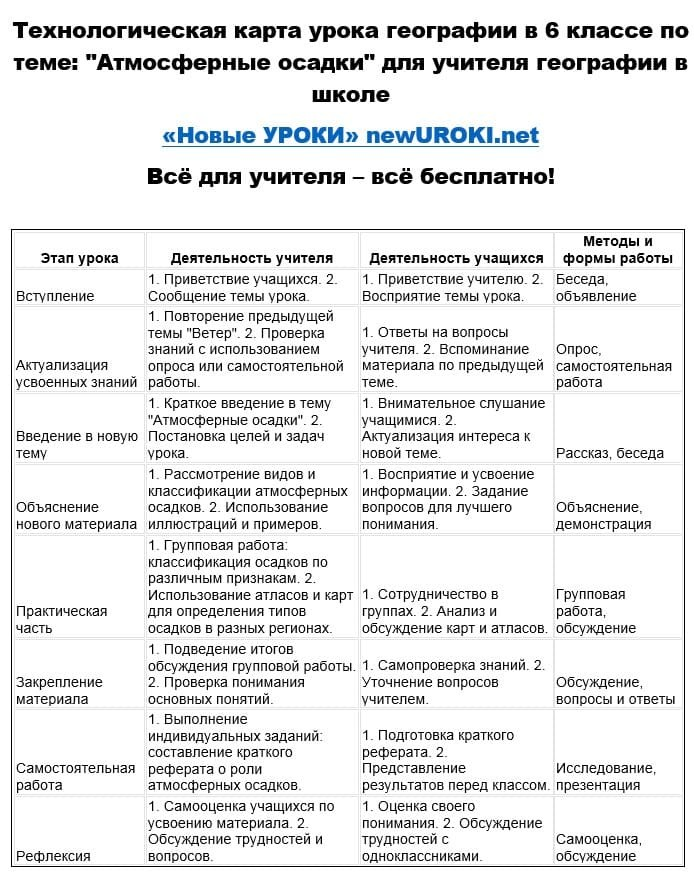 Технологическая карта урока географии в 6 классе по
теме: "Атмосферные осадки" для учителя географии в
школе
«Новые УРОКИ» newUROKI.net
Всё для учителя – всё бесплатно!
Этап урока
Деятельность учителя
Деятельность учащихся
Методы и
формы работы
Вступление
1. Приветствие учащихся. 2.
Сообщение темы урока.
1. Приветствие учителю. 2.
Восприятие темы урока.
Беседа,
объявление
Актуализация
усвоенных знаний
1. Повторение предыдущей
темы "Ветер". 2. Проверка
знаний с использованием
опроса или самостоятельной
работы.
1. Ответы на вопросы
учителя. 2. Вспоминание
материала по предыдущей
теме.
Опрос,
самостоятельная
работа
Введение в новую
тему
1. Краткое введение в тему
"Атмосферные осадки". 2.
Постановка целей и задач
урока.
1. Внимательное слушание
учащимися. 2.
Актуализация интереса к
новой теме.
Рассказ, беседа
Объяснение
нового материала
1. Рассмотрение видов и
классификации атмосферных
осадков. 2. Использование
иллюстраций и примеров.
1. Восприятие и усвоение
информации. 2. Задание
вопросов для лучшего
понимания.
Объяснение,
демонстрация
Практическая
часть
1. Групповая работа:
классификация осадков по
различным признакам. 2.
Использование атласов и карт
для определения типов
осадков в разных регионах.
1. Сотрудничество в
группах. 2. Анализ и
обсуждение карт и атласов.
Групповая
работа,
обсуждение
Закрепление
материала
1. Подведение итогов
обсуждения групповой работы.
2. Проверка понимания
основных понятий.
1. Самопроверка знаний. 2.
Уточнение вопросов
учителем.
Обсуждение,
вопросы и ответы
Самостоятельная
работа
1. Выполнение
индивидуальных заданий:
составление краткого
реферата о роли
атмосферных осадков.
1. Подготовка краткого
реферата. 2.
Представление
результатов перед классом.
Исследование,
презентация
Рефлексия
1. Самооценка учащихся по
усвоению материала. 2.
Обсуждение трудностей и
вопросов.
1. Оценка своего
понимания. 2. Обсуждение
трудностей с
одноклассниками.
Самооценка,
обсуждение